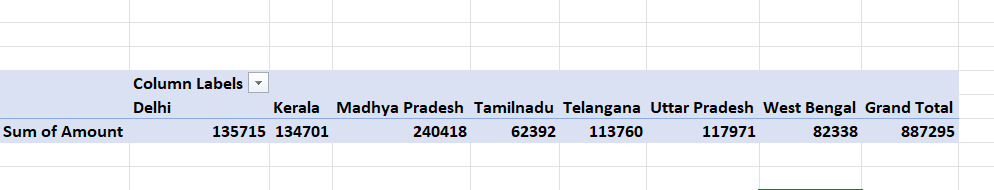 Column Labels
Delhi Kerala Madhya Pradesh Tamilnadu Telangana Uttar Pradesh West Bengal Grand Total
Sum of Amount 135715 134701 240418 62392 113760 117971 82338 887295